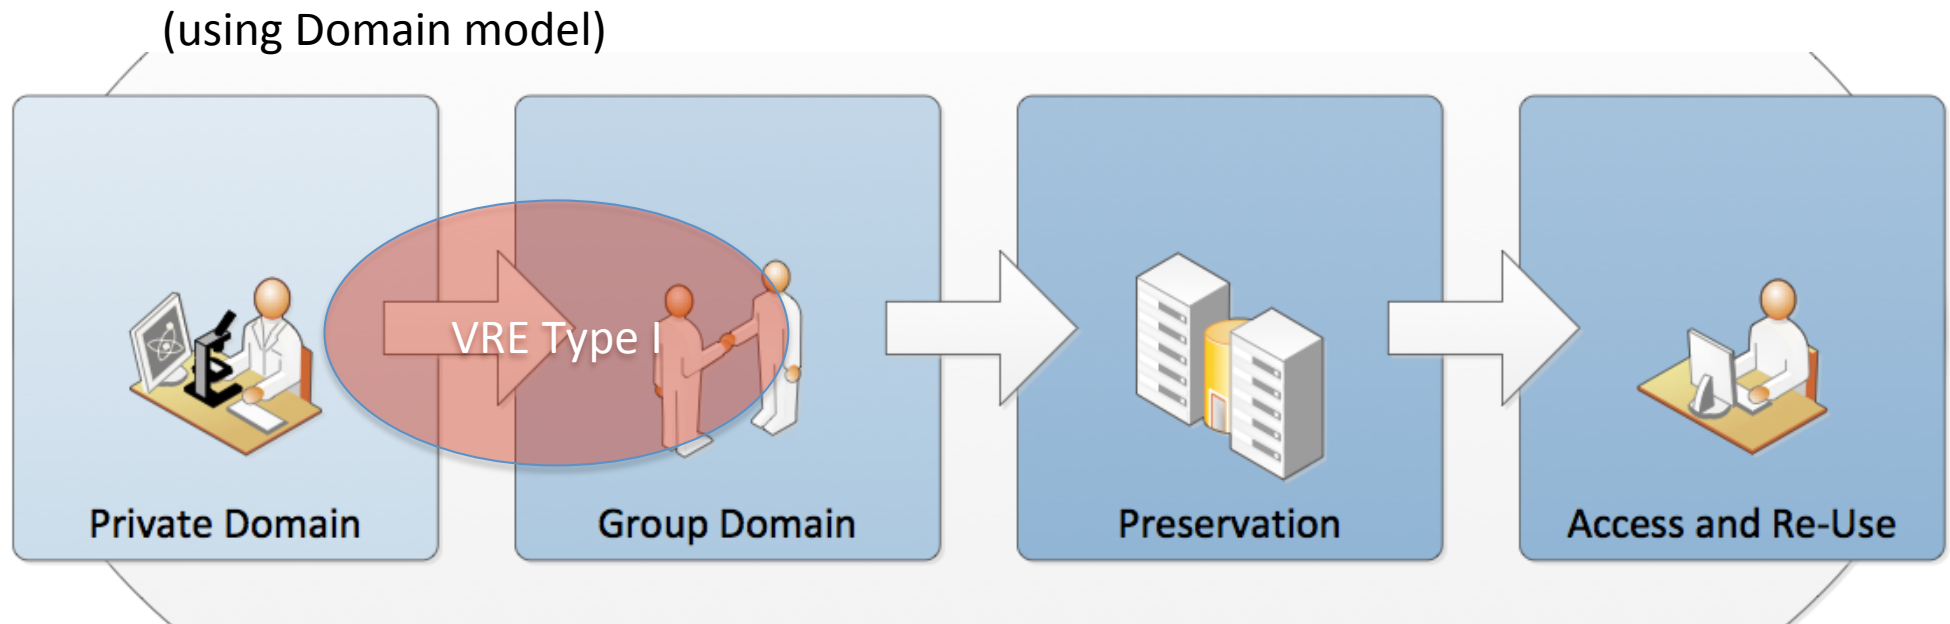 (using Domain model)
VRE Type I
Private Domain
Group Domain
Preservation
Access and Re-Use